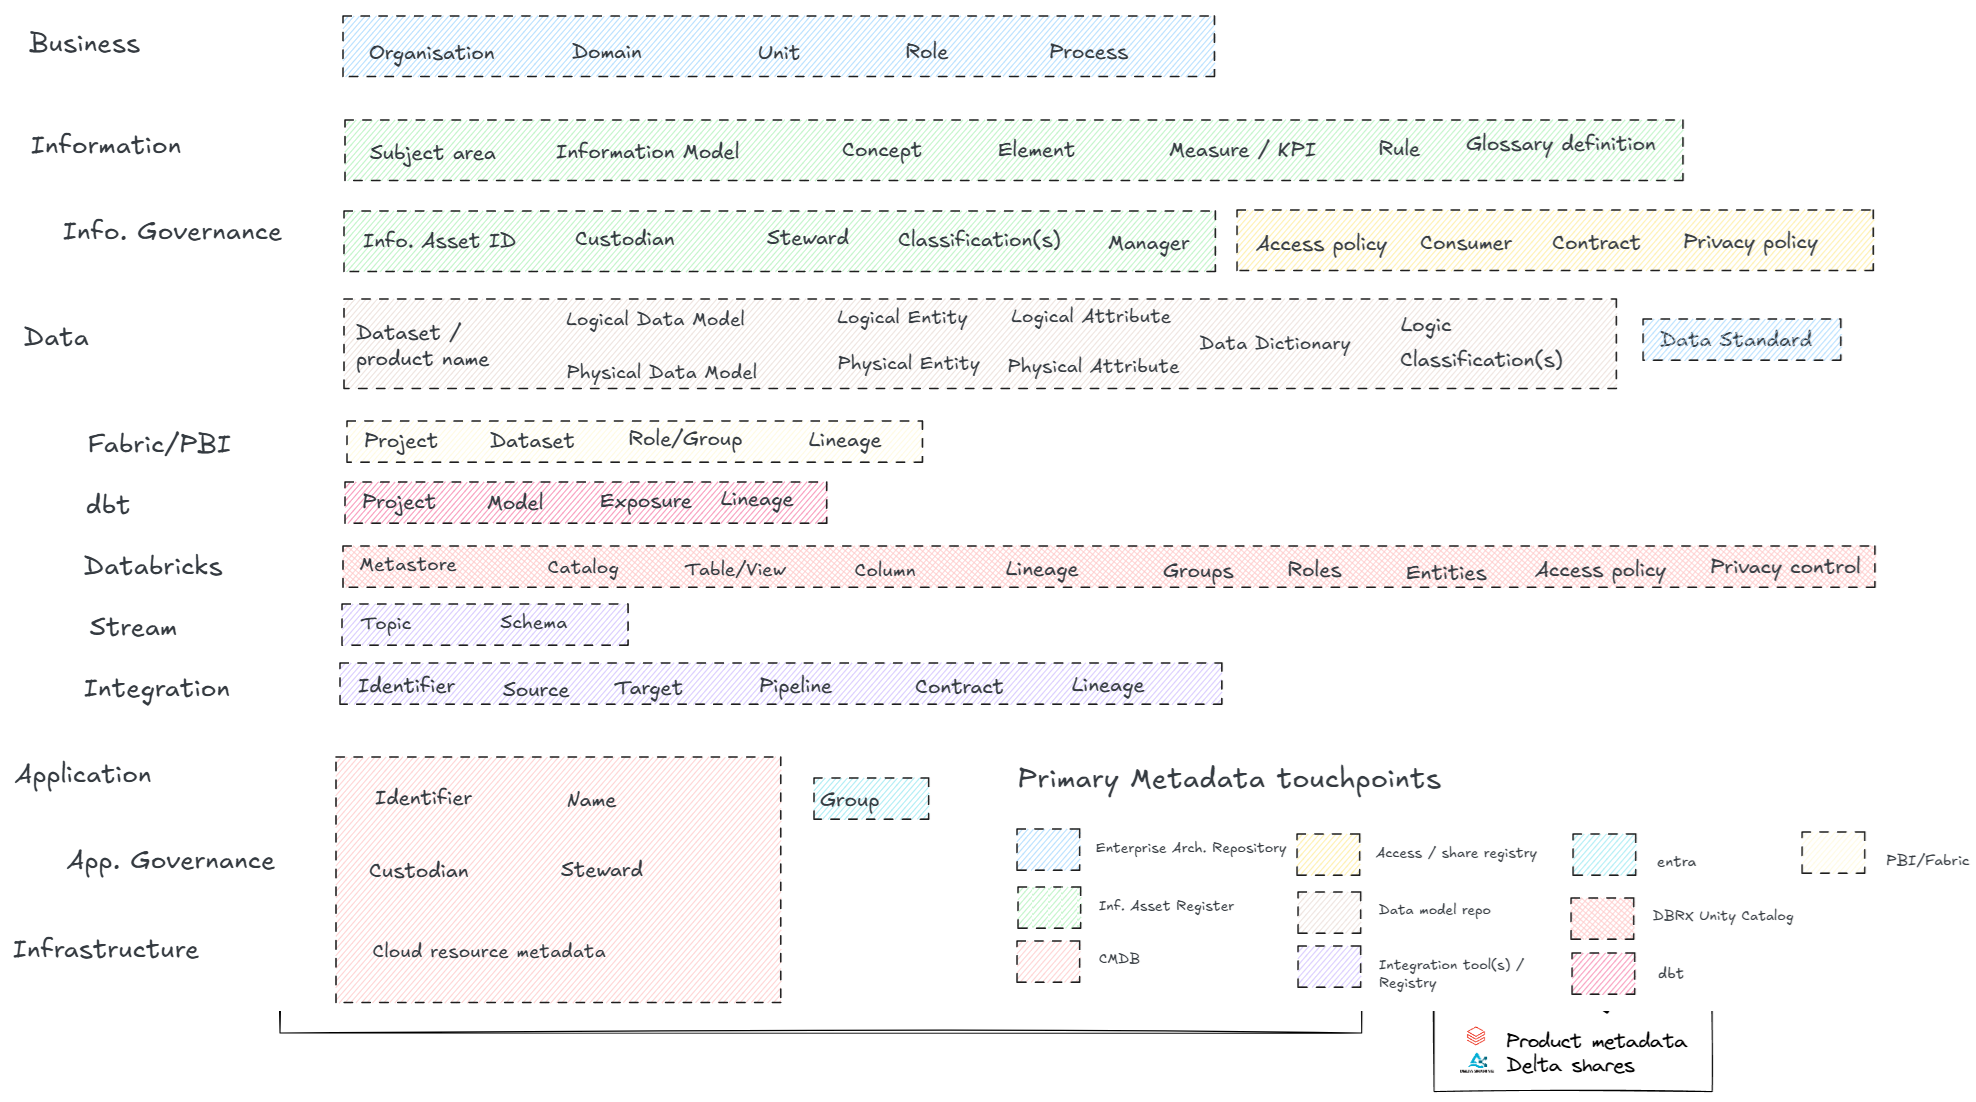 Business
Organisation Domain Unit Role Process
Information
Subject area Information Model Concept Element Measure / KPI Rule Glossary definition
Info. Governance
Info. Asset ID Custodian Steward Classification(s) Manager
Access policy Consumer Contract Privacy policy
Data
Dataset /
product name
Logical Data Model
Physical Data Model
Logical Entity
Physical Entity
Logical Attribute
Physical Attribute
Data Dictionary
Logic
Classification(s)
Data Standard
Fabric/PBI
Project Dataset Role/Group Lineage
dbt
Project Model Exposure Lineage
Databricks
Metastore Catalog Table/View Column Lineage Groups Roles Entities Access policy Privacy control
Stream
Topic Schema
Integration
Identifier Source Target Pipeline Contract Lineage
Application
Identifier Name
Group
App. Governance
Custodian Steward
Infrastructure
Cloud resource metadata
Primary Metadata touchpoints
Enterprise Arch. Repository
Inf. Asset Register
CMDB
Access / share registry
Data model repo
Integration tool(s) /
Registry
entra
DBRX Unity Catalog
dbt
PBI/Fabric
Product metadata
Delta shares